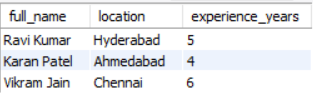 full_name location experience_years
Ravi Kumar Hyderabad 5
Karan Patel Ahmedabad 4
Vikram Jain Chennai 6